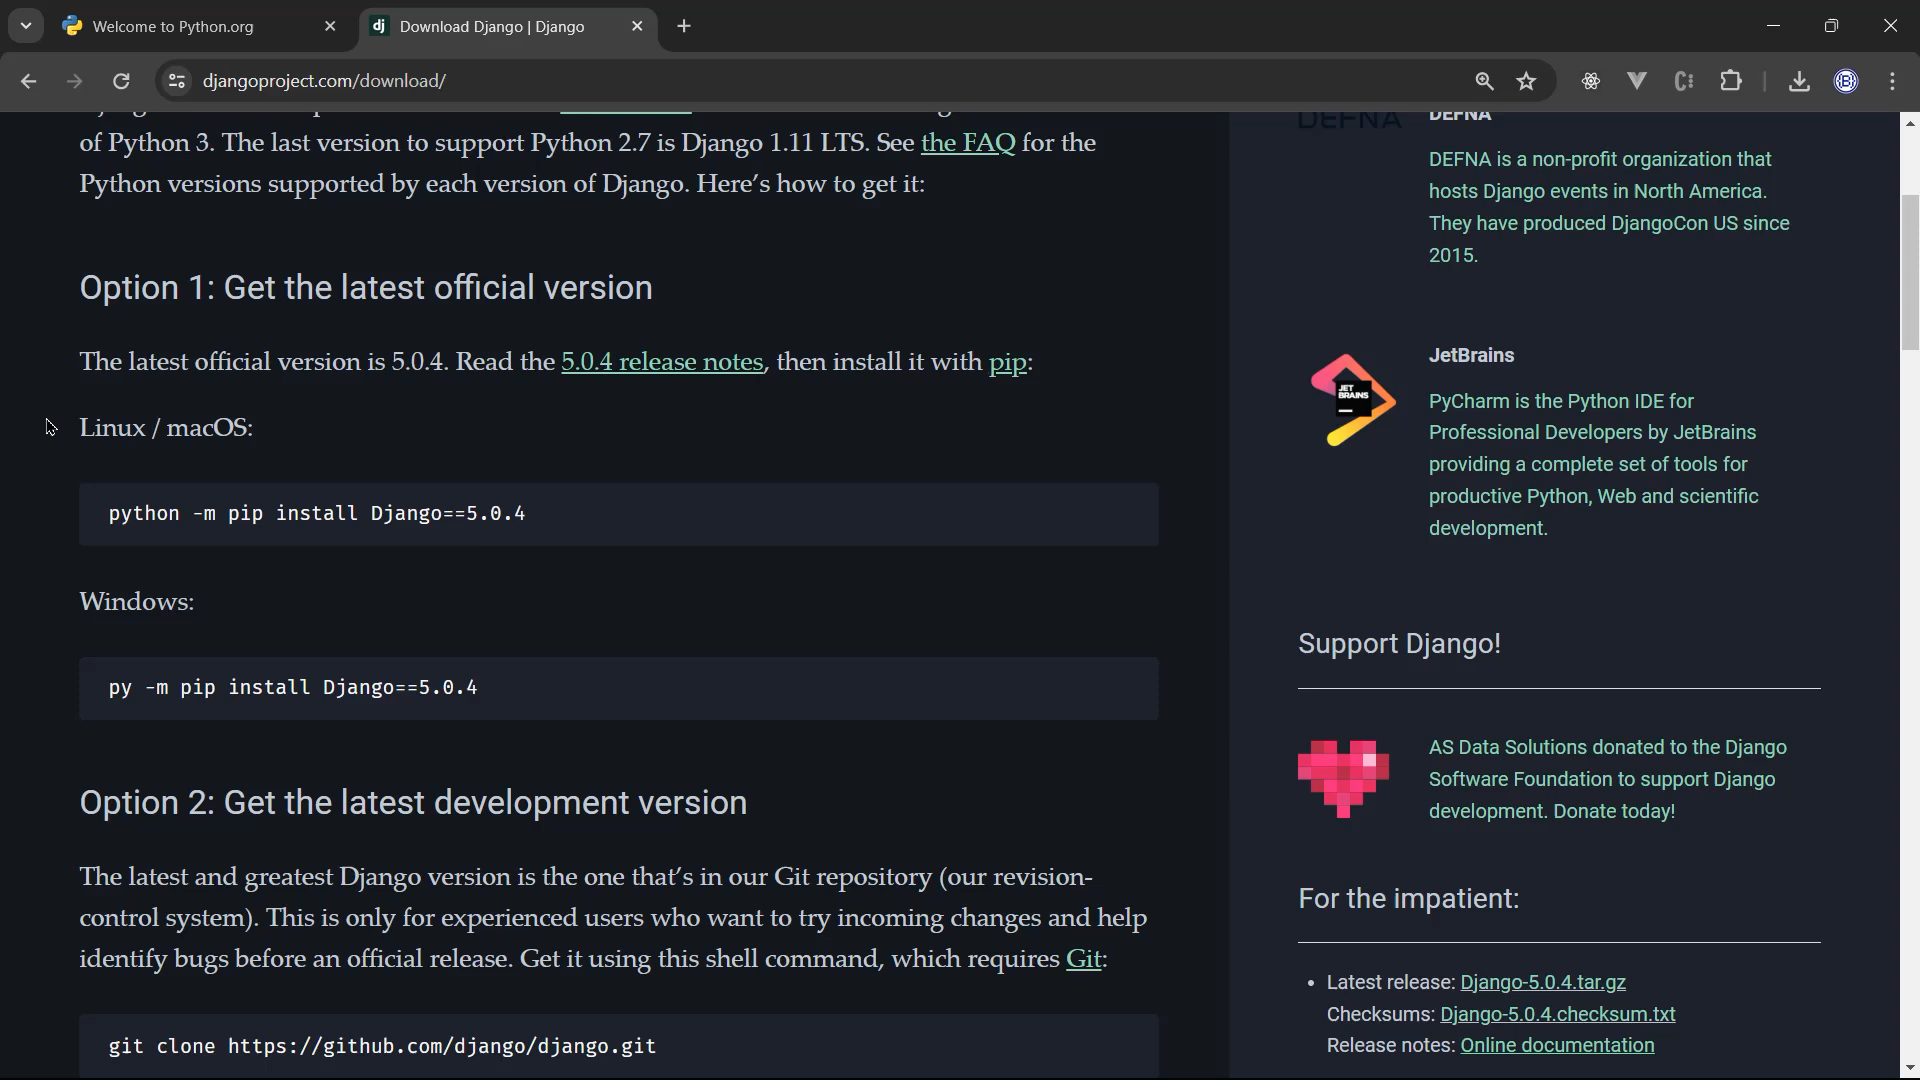 Welcome to Python.org
Download Django | Django
djangoproject.com/download/
of Python 3. The last version to support Python 2.7 is Django 1.11 LTS. See the FAQ for the
Python versions supported by each version of Django. Here’s how to get it:
Option 1: Get the latest official version
The latest official version is 5.0.4. Read the 5.0.4 release notes, then install it with pip:
Linux / macOS:
python -m pip install Django==5.0.4
Windows:
py -m pip install Django==5.0.4
Option 2: Get the latest development version
The latest and greatest Django version is the one that’s in our Git repository (our revision-
control system). This is only for experienced users who want to try incoming changes and help
identify bugs before an official release. Get it using this shell command, which requires Git:
git clone https://github.com/django/django.git
DEFNA
DEFNA
DEFNA is a non-profit organization that
hosts Django events in North America.
They have produced DjangoCon US since
2015.
JET
BRAINS
JetBrains
PyCharm is the Python IDE for
Professional Developers by JetBrains
providing a complete set of tools for
productive Python, Web and scientific
development.
Support Django!
AS Data Solutions donated to the Django
Software Foundation to support Django
development. Donate today!
For the impatient:
• Latest release: Django-5.0.4.tar.gz
Checksums: Django-5.0.4.checksum.txt
Release notes: Online documentation